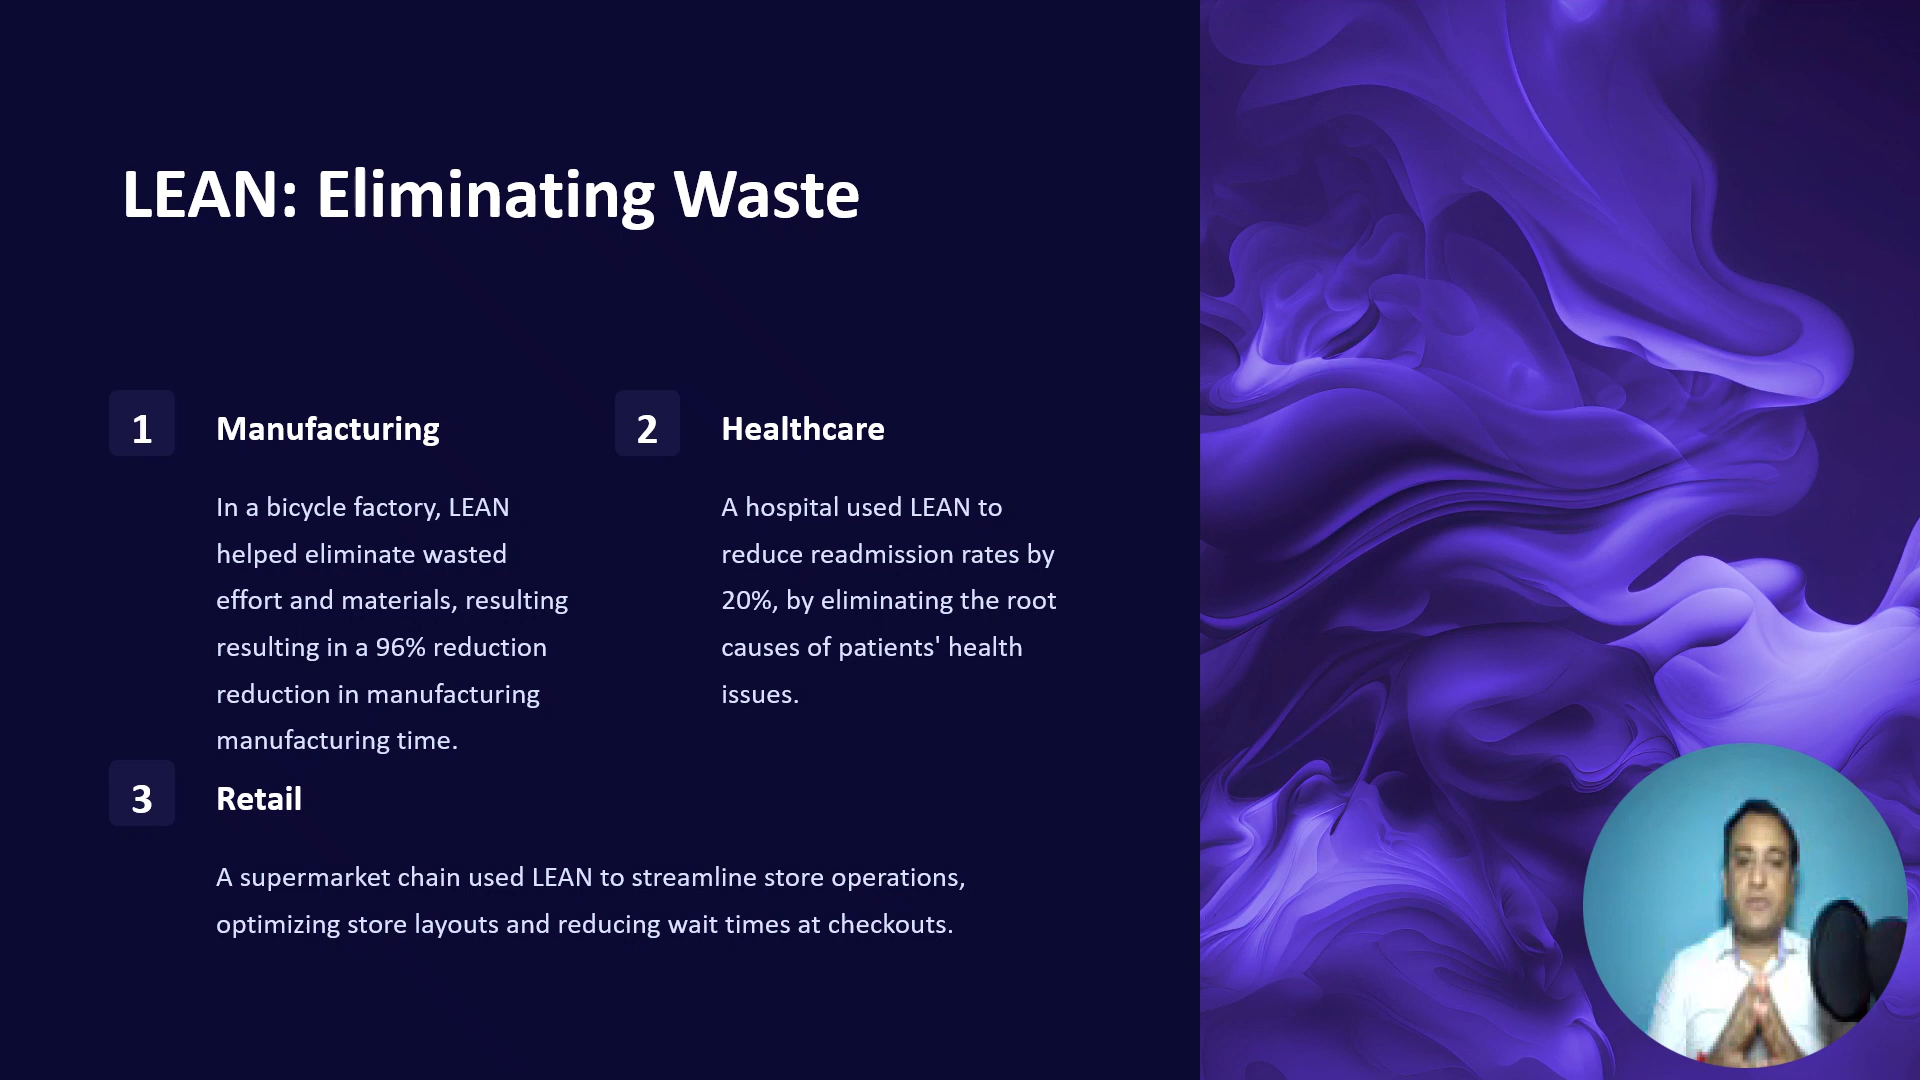 LEAN: Eliminating Waste
1
Manufacturing
In a bicycle factory, LEAN
helped eliminate wasted
effort and materials, resulting
resulting in a 96% reduction
reduction in manufacturing
manufacturing time.
2
Healthcare
A hospital used LEAN to
reduce readmission rates by
20%, by eliminating the root
causes of patients' health
issues.
3
Retail
A supermarket chain used LEAN to streamline store operations,
optimizing store layouts and reducing wait times at checkouts.